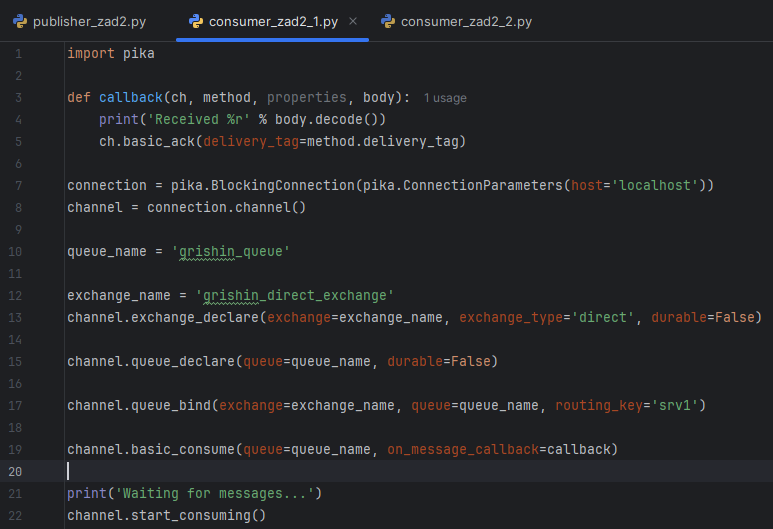 publisher_zad2.py consumer_zad2_1.py × consumer_zad2_2.py
1 import pika
2
3 def callback(ch, method, properties, body): 1 usage
4     print('Received %r' % body.decode())
5     ch.basic_ack(delivery_tag=method.delivery_tag)
6
7 connection = pika.BlockingConnection(pika.ConnectionParameters(host='localhost'))
8 channel = connection.channel()
9
10 queue_name = 'grishin_queue'
11
12 exchange_name = 'grishin_direct_exchange'
13 channel.exchange_declare(exchange=exchange_name, exchange_type='direct', durable=False)
14
15 channel.queue_declare(queue=queue_name, durable=False)
16
17 channel.queue_bind(exchange=exchange_name, queue=queue_name, routing_key='srv1')
18
19 channel.basic_consume(queue=queue_name, on_message_callback=callback)
20
21 print('Waiting for messages...')
22 channel.start_consuming()